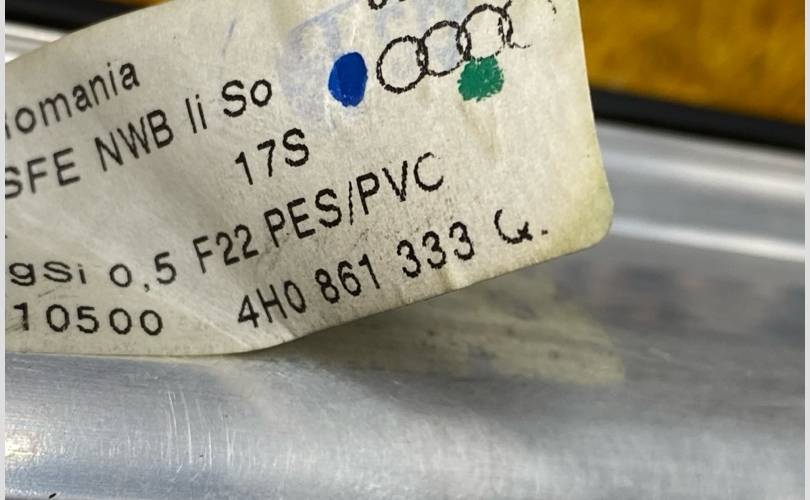 omania
SFE NWB li So
17S
gSi 0,5 F22 PES/PVC
10500 4H0 861 333